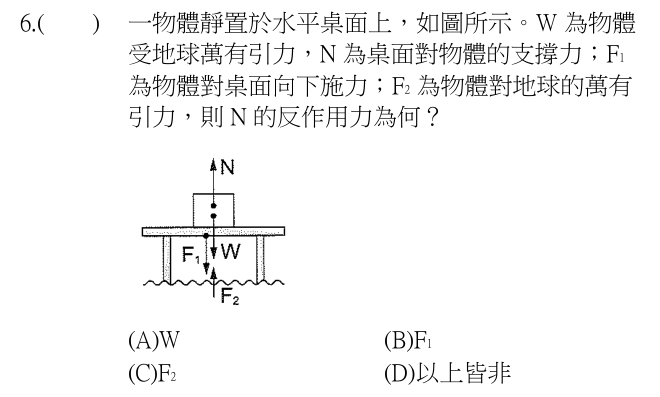 6.(　　) 一物體靜置於水平桌面上，如圖所示。W 為物體
受地球萬有引力，N 為桌面對物體的支撐力；F₁
為物體對桌面向下施力；F₂ 為物體對地球的萬有
引力，則 N 的反作用力為何？
N
F₁ W
F₂
(A)W (B)F₁
(C)F₂ (D)以上皆非